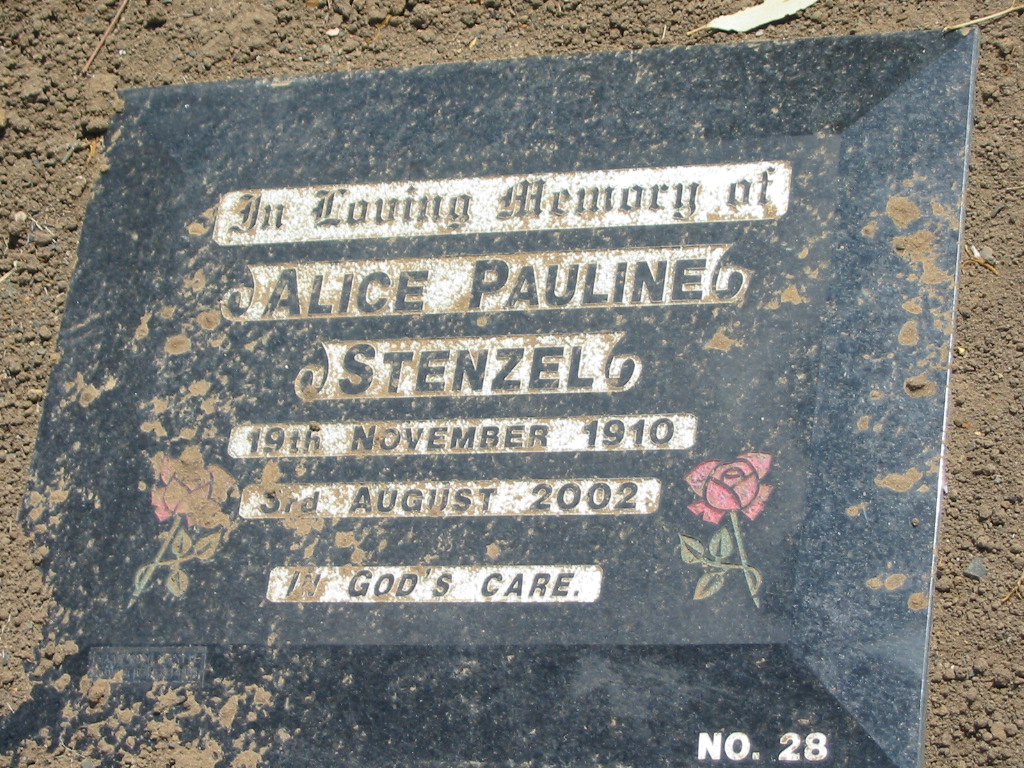 In Loving Memory of
ALICE PAULINE
STENZEL
19th NOVEMBER 1910
3rd AUGUST 2002
IN GOD'S CARE.
NO. 28